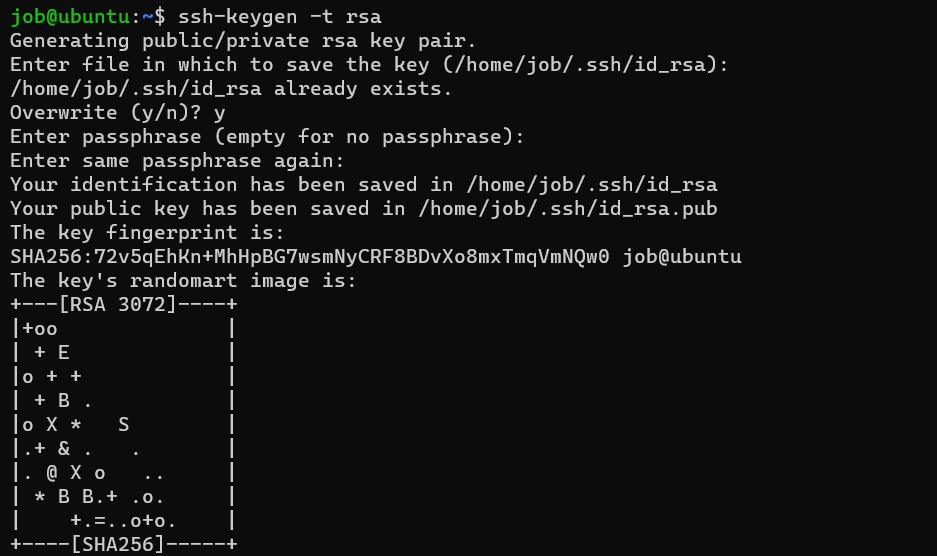 job@ubuntu:~$ ssh-keygen -t rsa
Generating public/private rsa key pair.
Enter file in which to save the key (/home/job/.ssh/id_rsa):
/home/job/.ssh/id_rsa already exists.
Overwrite (y/n)? y
Enter passphrase (empty for no passphrase):
Enter same passphrase again:
Your identification has been saved in /home/job/.ssh/id_rsa
Your public key has been saved in /home/job/.ssh/id_rsa.pub
The key fingerprint is:
SHA256:72v5qEhKn+MhHpBG7wsmNyCRF8BDvXo8mxTmqVmNQw0 job@ubuntu
The key's randomart image is:
+---[RSA 3072]----+
|+oo              |
| + E             |
|o + +            |
| + B .           |
|o X *   S        |
|.+ & .   .       |
|. @ X o   ..     |
| * B B.+ .o.     |
|    +.=..o+o.    |
+----[SHA256]-----+